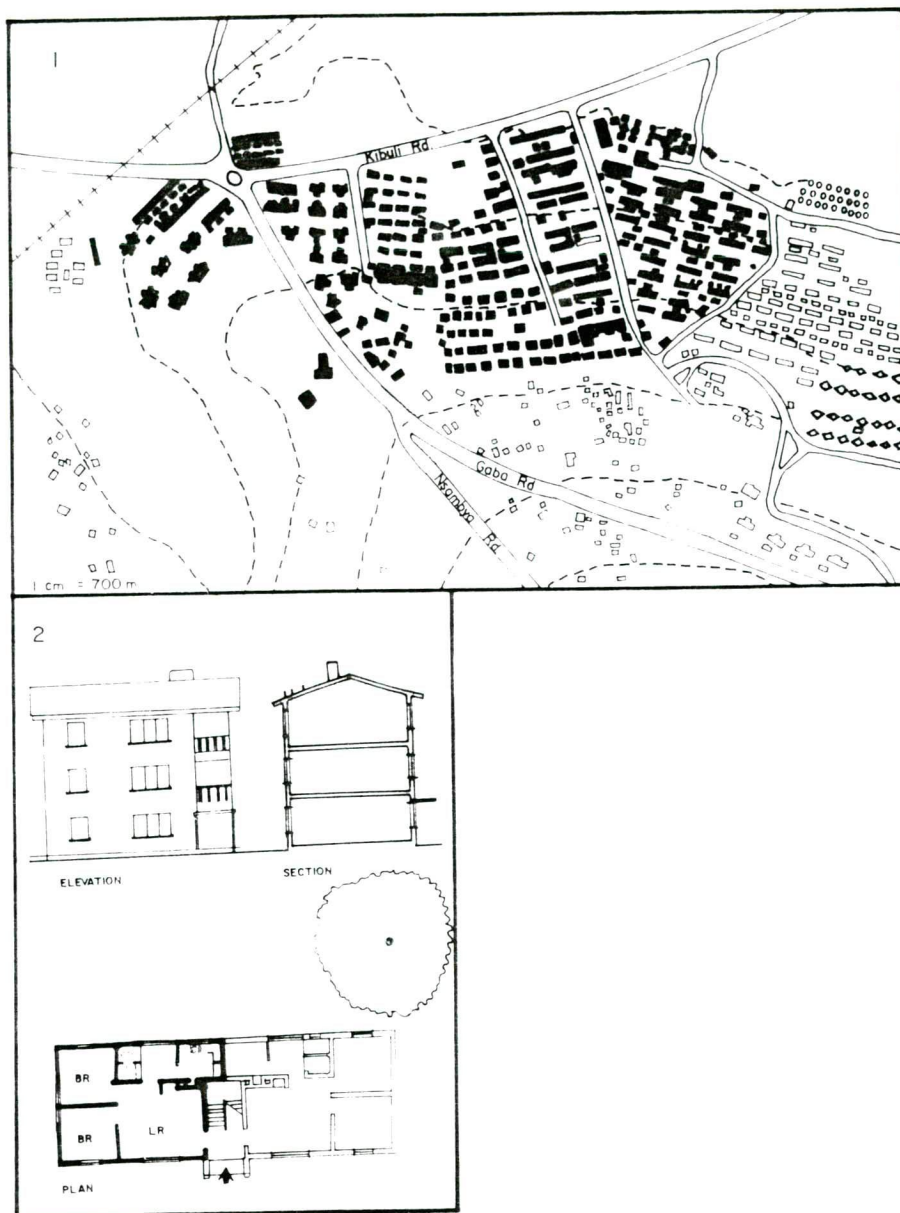 1
Kibuli Rd.
Gaba Rd
Nsambya Rd.
1 cm = 700 m
2
ELEVATION
SECTION
BR
BR
LR
PLAN